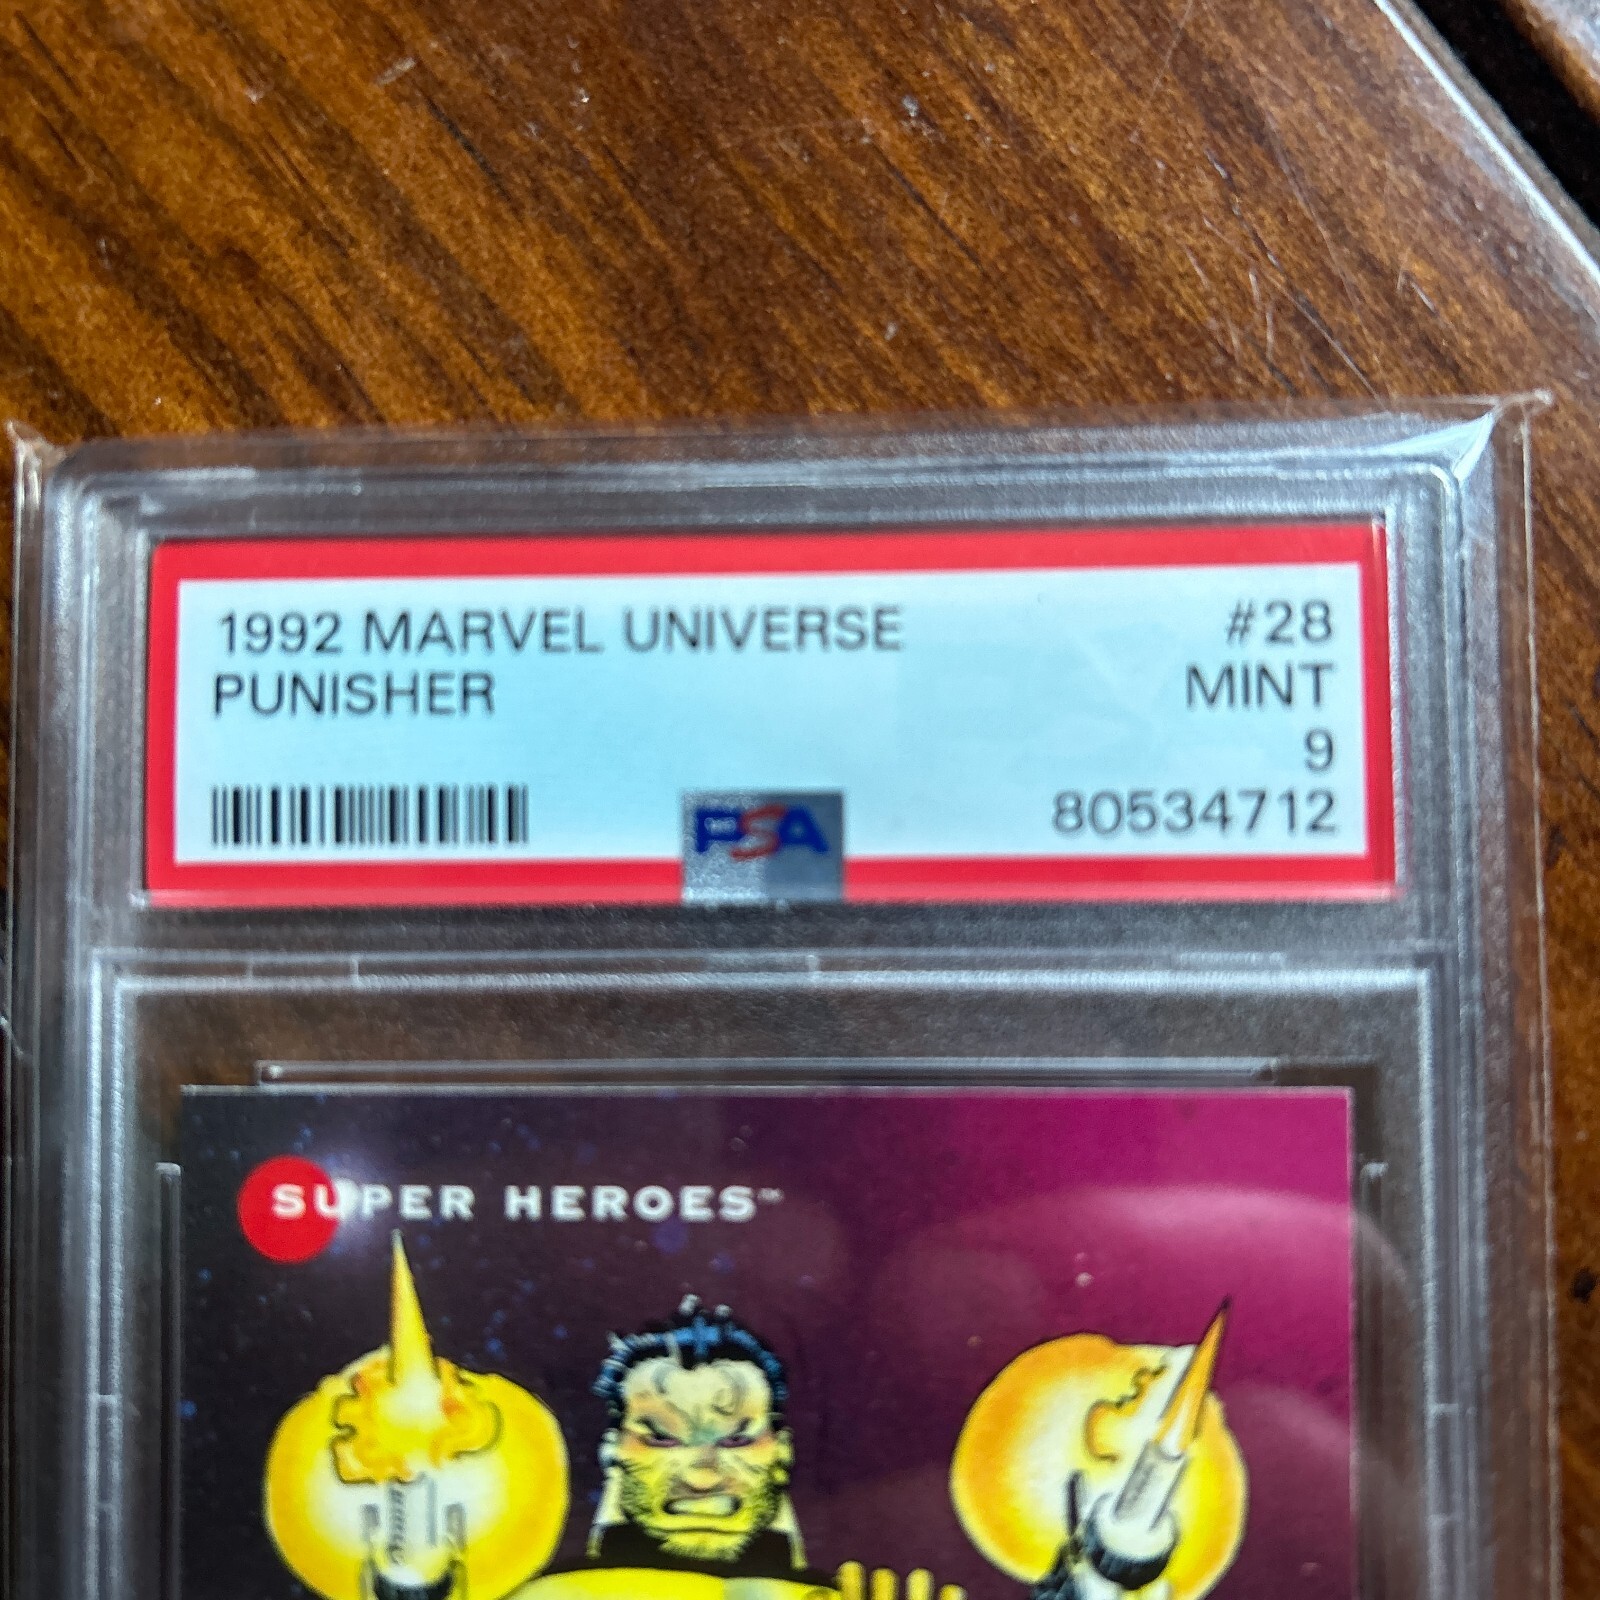 1992 MARVEL UNIVERSE #28
PUNISHER MINT
9
PSA 80534712
SUPER HEROES™